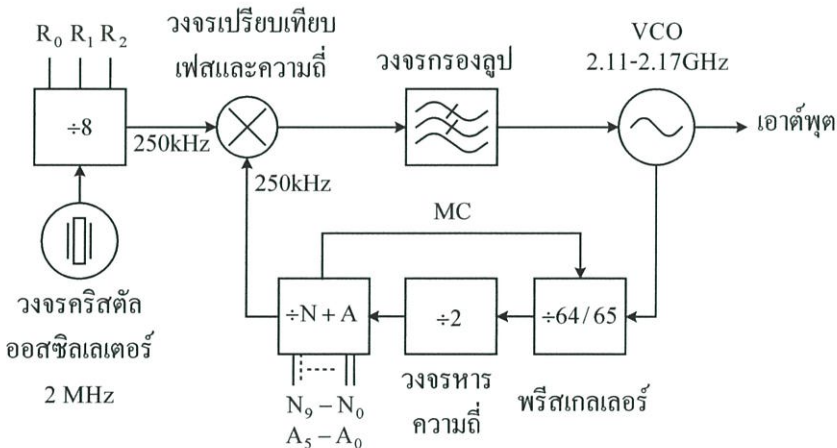 R₀ R₁ R₂
วงจรเปรียบเทียบ
เฟสและความถี่
วงจรกรองลูป
VCO
2.11-2.17GHz
÷8
250kHz
เอาต์พุต
250kHz
MC
วงจรคริสตัล
ออสซิลเลเตอร์
2 MHz
÷N + A
÷2
÷64/65
N₉ – N₀
A₅ – A₀
วงจรหาร
ความถี่
พรีสเกลเลอร์